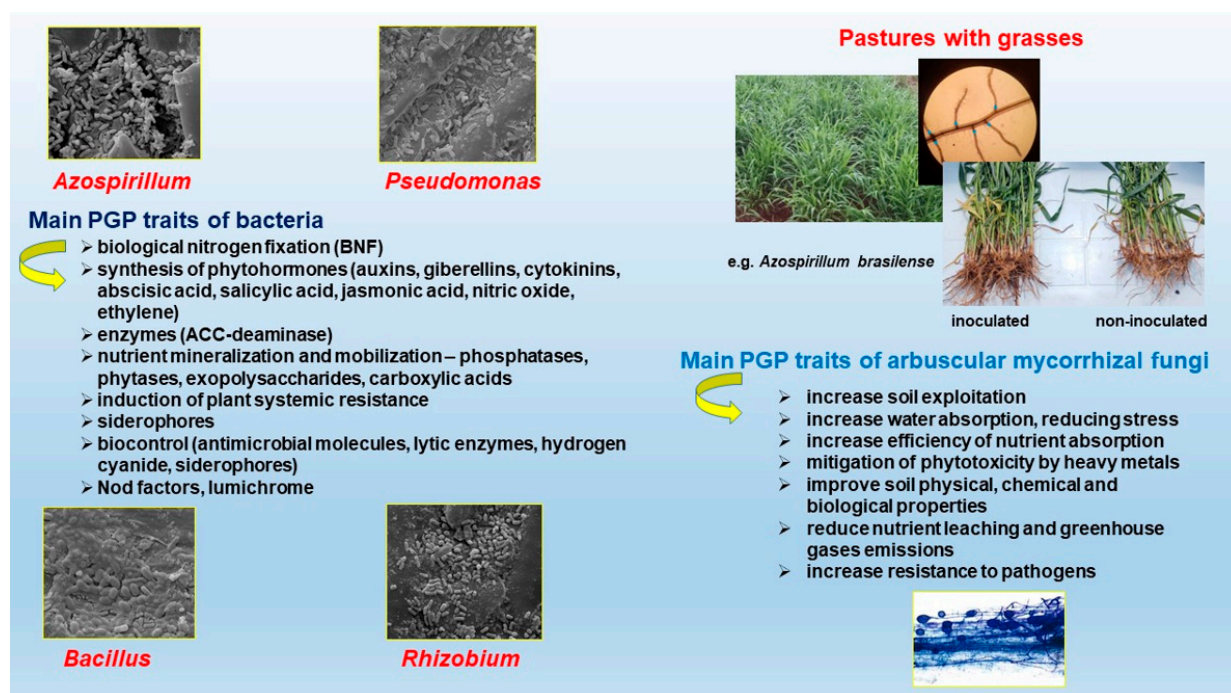 Azospirillum
Pseudomonas
Main PGP traits of bacteria
➢ biological nitrogen fixation (BNF)
➢ synthesis of phytohormones (auxins, giberellins, cytokinins,
abscisic acid, salicylic acid, jasmonic acid, nitric oxide,
ethylene)
➢ enzymes (ACC-deaminase)
➢ nutrient mineralization and mobilization – phosphatases,
phytases, exopolysaccharides, carboxylic acids
➢ induction of plant systemic resistance
➢ siderophores
➢ biocontrol (antimicrobial molecules, lytic enzymes, hydrogen
cyanide, siderophores)
➢ Nod factors, lumichrome
Bacillus
Rhizobium
Pastures with grasses
e.g. Azospirillum brasilense
inoculated
non-inoculated
Main PGP traits of arbuscular mycorrhizal fungi
➢ increase soil exploitation
➢ increase water absorption, reducing stress
➢ increase efficiency of nutrient absorption
➢ mitigation of phytotoxicity by heavy metals
➢ improve soil physical, chemical and
biological properties
➢ reduce nutrient leaching and greenhouse
gases emissions
➢ increase resistance to pathogens